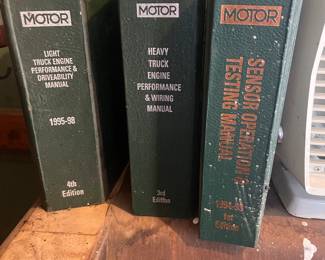 MOTOR
LIGHT
TRUCK ENGINE
PERFORMANCE &
DRIVEABILITY
MANUAL
1995-98
4th
Edition
MOTOR
HEAVY
TRUCK
ENGINE
PERFORMANCE
& WIRING
MANUAL
3rd
Edition
MOTOR
SENSOR OPERATION
TESTING MANUAL
1st
Edition